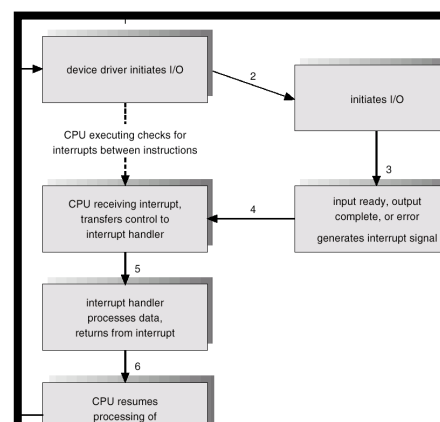 device driver initiates I/O
2
initiates I/O
CPU executing checks for
interrupts between instructions
3
CPU receiving interrupt,
transfers control to
interrupt handler
4
input ready, output
complete, or error
generates interrupt signal
5
interrupt handler
processes data,
returns from interrupt
6
CPU resumes
processing of